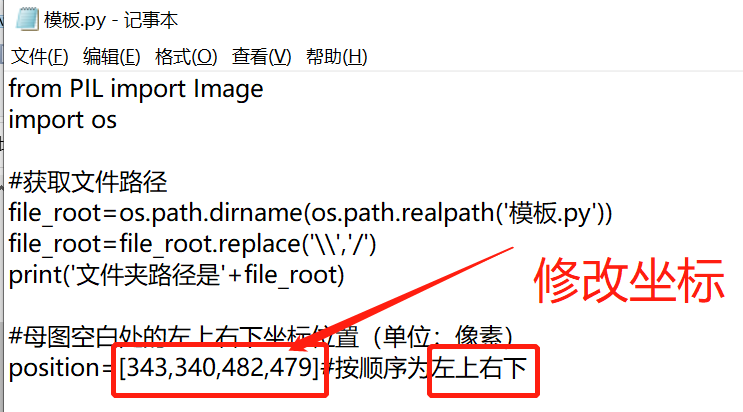 模板.py - 记事本
文件(F) 编辑(E) 格式(O) 查看(V) 帮助(H)
from PIL import Image
import os
#获取文件路径
file_root=os.path.dirname(os.path.realpath('模板.py'))
file_root=file_root.replace('\\','/')
print('文件夹路径是'+file_root)
修改坐标
#母图空白处的左上右下坐标位置（单位：像素）
position=[343,340,482,479]#按顺序为左上右下